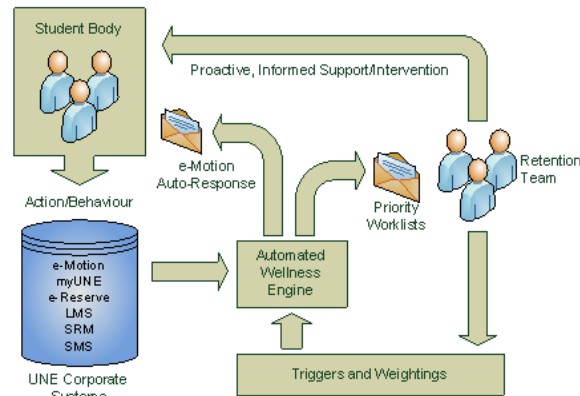 Student Body
Proactive, Informed Support/Intervention
e-Motion
Auto-Response
Retention
Team
Action/Behaviour
Priority
Worklists
e-Motion
myUNE
e-Reserve
LMS
SRM
SMS
Automated
Wellness
Engine
Triggers and Weightings
UNE Corporate